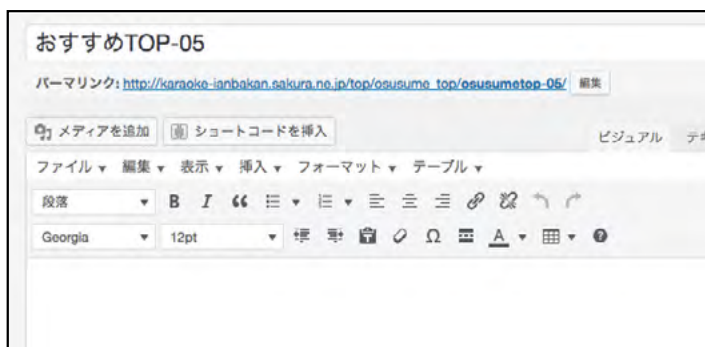 おすすめTOP-05
パーマリンク: http://karaoke-janbakan.sakura.ne.jp/top/osusume_top/osusumetop-05/ 編集
メディアを追加 ショートコードを挿入
ビジュアル
ファイル 編集 表示 挿入 フォーマット テーブル
段落 B I
Georgia 12pt Ω A